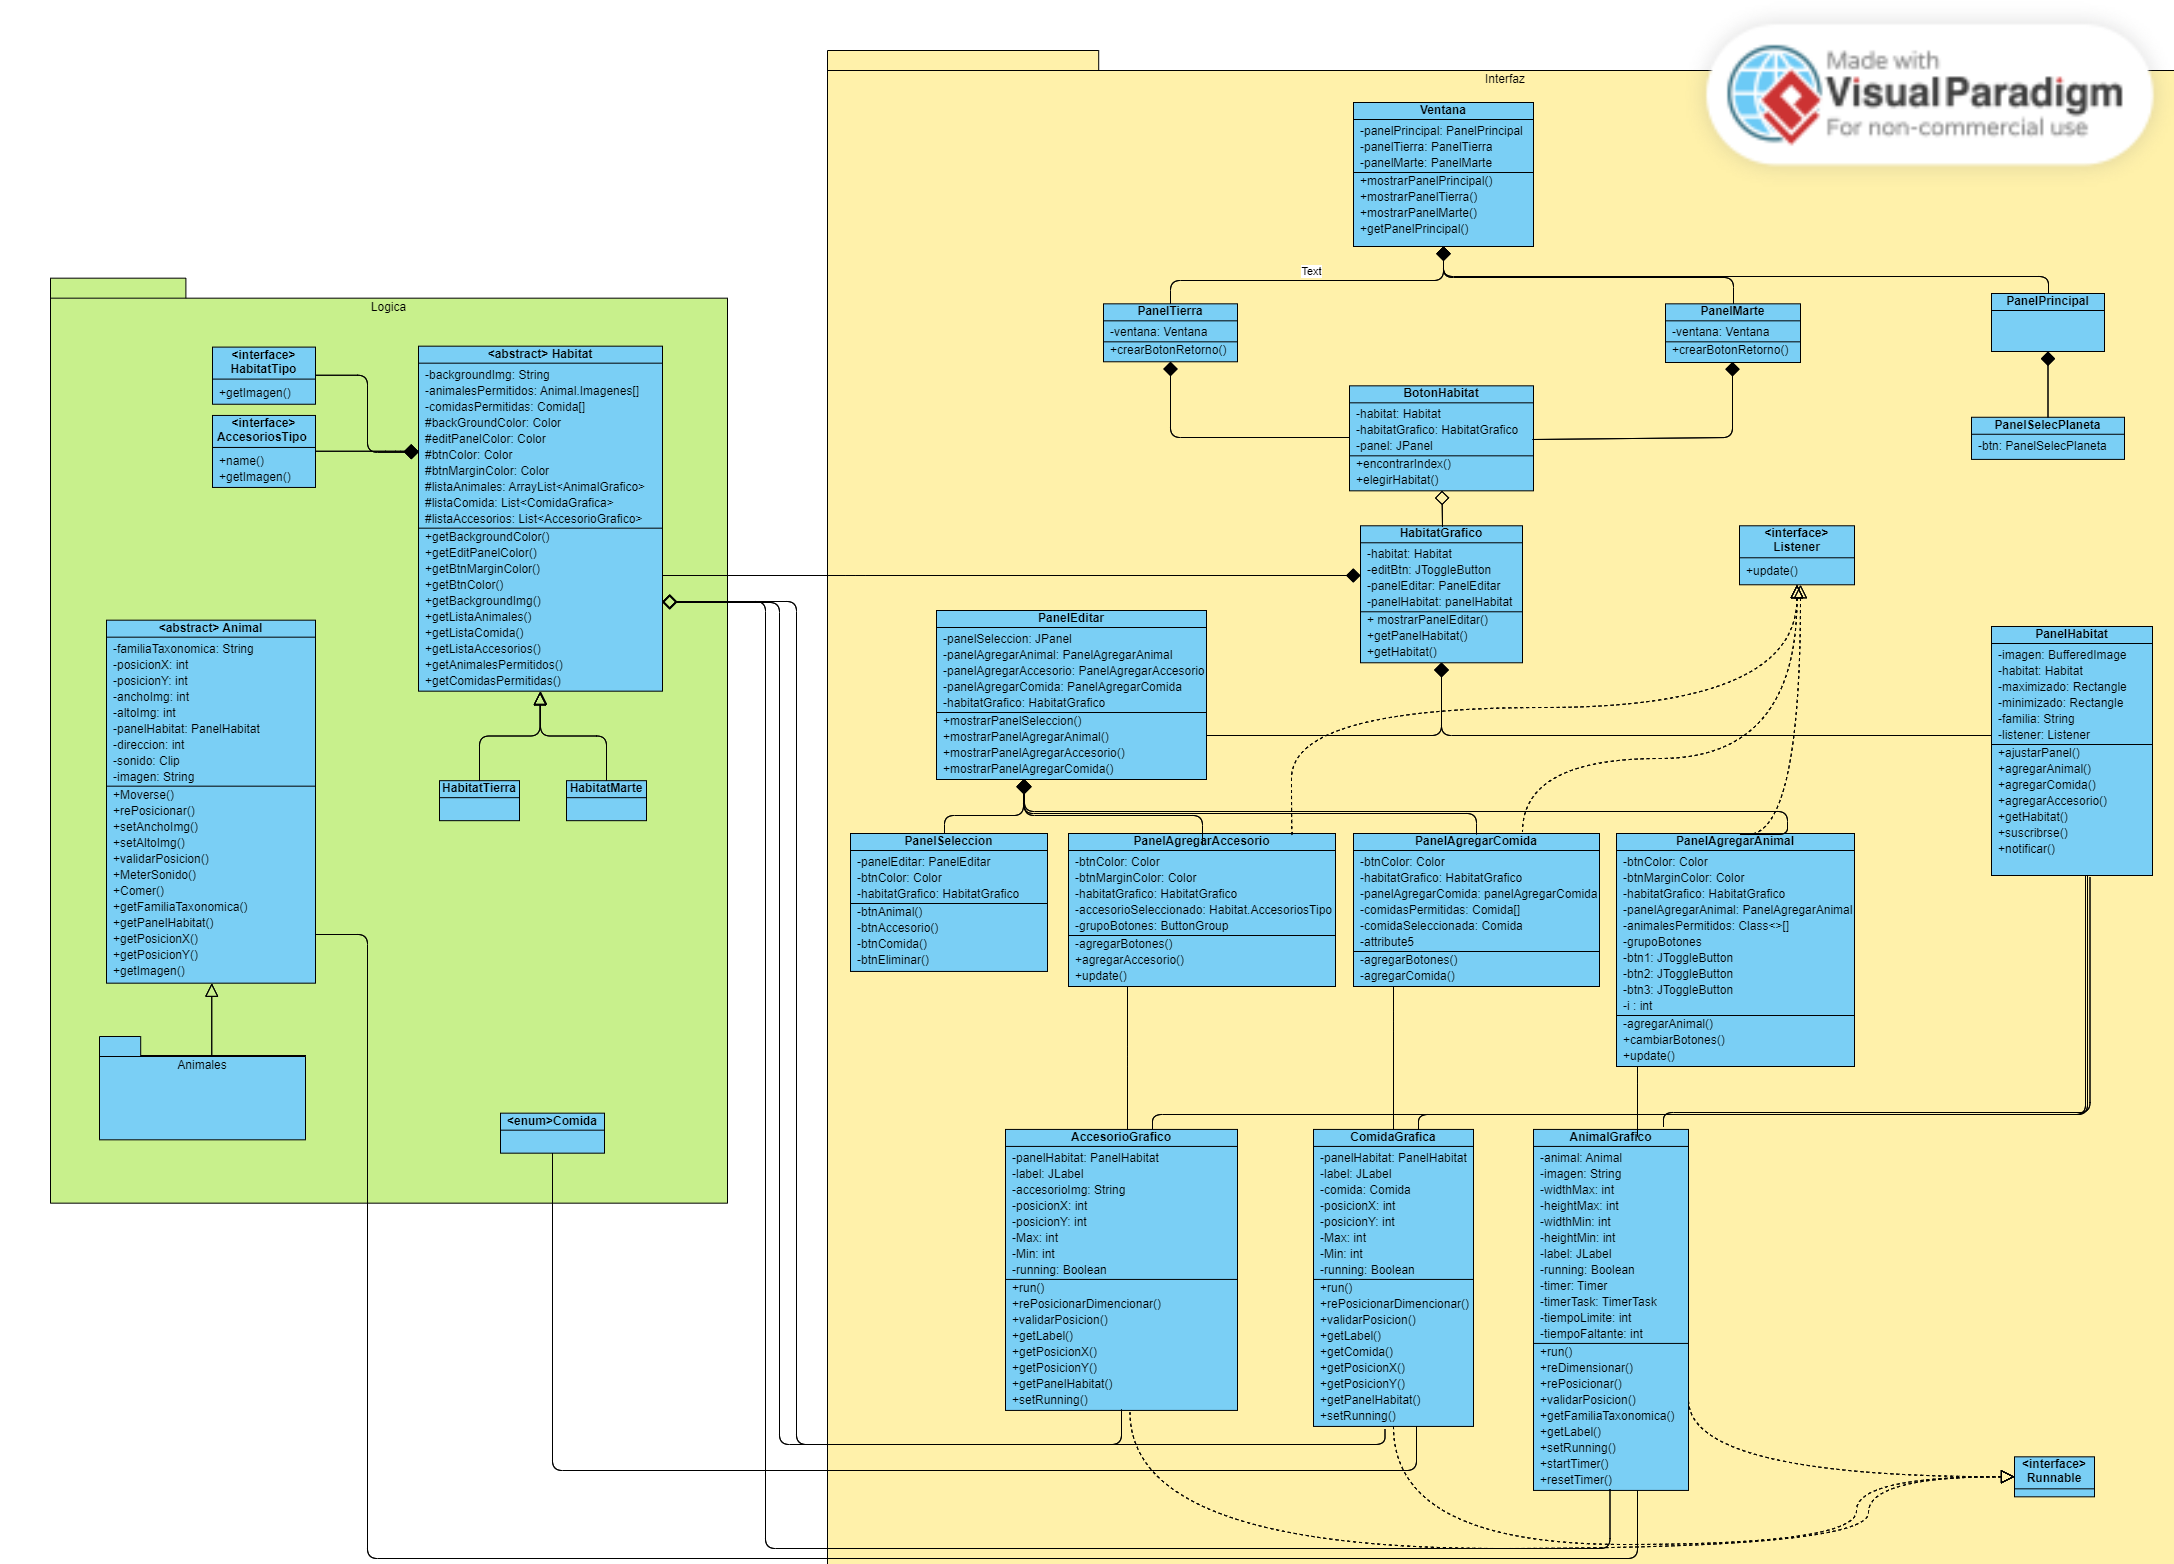 Made with
Visual Paradigm
For non-commercial use
Interfaz
Ventana
-panelPrincipal: PanelPrincipal
-panelTierra: PanelTierra
-panelMarte: PanelMarte
+mostrarPanelPrincipal()
+mostrarPanelTierra()
+mostrarPanelMarte()
+getPanelPrincipal()
Text
PanelTierra
-ventana: Ventana
+crearBotonRetorno()
PanelMarte
-ventana: Ventana
+crearBotonRetorno()
PanelPrincipal
PanelSelecPlaneta
-btn: PanelSelecPlaneta
BotonHabitat
-habitat: Habitat
-habitatGrafico: HabitatGrafico
-panel: JPanel
+encontrarIndex()
+elegirHabitat()
HabitatGrafico
-habitat: Habitat
-editBtn: JToggleButton
-panelEditar: PanelEditar
-panelHabitat: panelHabitat
+ mostrarPanelEditar()
+getPanelHabitat()
+getHabitat()
<interface>
Listener
+update()
Logica
<interface>
HabitatTipo
+getImagen()
<interface>
AccesoriosTipo
+name()
+getImagen()
<abstract> Habitat
-backgroundImg: String
-animalesPermitidos: Animal.Imagenes[]
-comidasPermitidas: Comida[]
#backGroundColor: Color
#editPanelColor: Color
#btnColor: Color
#btnMarginColor: Color
#listaAnimales: ArrayList<AnimalGrafico>
#listaComida: List<ComidaGrafica>
#listaAccesorios: List<AccesorioGrafico>
+getBackgroundColor()
+getEditPanelColor()
+getBtnMarginColor()
+getBtnColor()
+getBackgroundImg()
+getListaAnimales()
+getListaComida()
+getListaAccesorios()
+getAnimalesPermitidos()
+getComidasPermitidas()
<abstract> Animal
-familiaTaxonomica: String
-posicionX: int
-posicionY: int
-anchoImg: int
-altoImg: int
-panelHabitat: PanelHabitat
-direccion: int
-sonido: Clip
-imagen: String
+Moverse()
+rePosicionar()
+setAnchoImg()
+setAltoImg()
+validarPosicion()
+MeterSonido()
+Comer()
+getFamiliaTaxonomica()
+getPanelHabitat()
+getPosicionX()
+getPosicionY()
+getImagen()
HabitatTierra
HabitatMarte
Animales
<enum>Comida
PanelEditar
-panelSeleccion: JPanel
-panelAgregarAnimal: PanelAgregarAnimal
-panelAgregarAccesorio: PanelAgregarAccesorio
-panelAgregarComida: PanelAgregarComida
-habitatGrafico: HabitatGrafico
+mostrarPanelSeleccion()
+mostrarPanelAgregarAnimal()
+mostrarPanelAgregarAccesorio()
+mostrarPanelAgregarComida()
PanelHabitat
-imagen: BufferedImage
-habitat: Habitat
-maximizado: Rectangle
-minimizado: Rectangle
-familia: String
-listener: Listener
+ajustarPanel()
+agregarAnimal()
+agregarComida()
+agregarAccesorio()
+getHabitat()
+suscribrse()
+notificar()
PanelSeleccion
-panelEditar: PanelEditar
-btnColor: Color
-habitatGrafico: HabitatGrafico
-btnAnimal()
-btnAccesorio()
-btnComida()
-btnEliminar()
PanelAgregarAccesorio
-btnColor: Color
-btnMarginColor: Color
-habitatGrafico: HabitatGrafico
-accesorioSeleccionado: Habitat.AccesoriosTipo
-grupoBotones: ButtonGroup
-agregarBotones()
+agregarAccesorio()
+update()
PanelAgregarComida
-btnColor: Color
-habitatGrafico: HabitatGrafico
-panelAgregarComida: panelAgregarComida
-comidasPermitidas: Comida[]
-comidaSeleccionada: Comida
-attribute5
-agregarBotones()
-agregarComida()
PanelAgregarAnimal
-btnColor: Color
-btnMarginColor: Color
-habitatGrafico: HabitatGrafico
-panelAgregarAnimal: PanelAgregarAnimal
-animalesPermitidos: Class<>[]
-grupoBotones
-btn1: JToggleButton
-btn2: JToggleButton
-btn3: JToggleButton
-i : int
-agregarAnimal()
+cambiarBotones()
+update()
AccesorioGrafico
-panelHabitat: PanelHabitat
-label: JLabel
-accesorioImg: String
-posicionX: int
-posicionY: int
-Max: int
-Min: int
-running: Boolean
+run()
+rePosicionarDimencionar()
+validarPosicion()
+getLabel()
+getPosicionX()
+getPosicionY()
+getPanelHabitat()
+setRunning()
ComidaGrafica
-panelHabitat: PanelHabitat
-label: JLabel
-comida: Comida
-posicionX: int
-posicionY: int
-Max: int
-Min: int
-running: Boolean
+run()
+rePosicionarDimencionar()
+validarPosicion()
+getLabel()
+getComida()
+getPosicionX()
+getPosicionY()
+getPanelHabitat()
+setRunning()
AnimalGrafico
-animal: Animal
-imagen: String
-widthMax: int
-heightMax: int
-widthMin: int
-heightMin: int
-label: JLabel
-running: Boolean
-timer: Timer
-timerTask: TimerTask
-tiempoLimite: int
-tiempoFaltante: int
+run()
+reDimensionar()
+rePosicionar()
+validarPosicion()
+getFamiliaTaxonomica()
+getLabel()
+setRunning()
+startTimer()
+resetTimer()
<interface>
Runnable